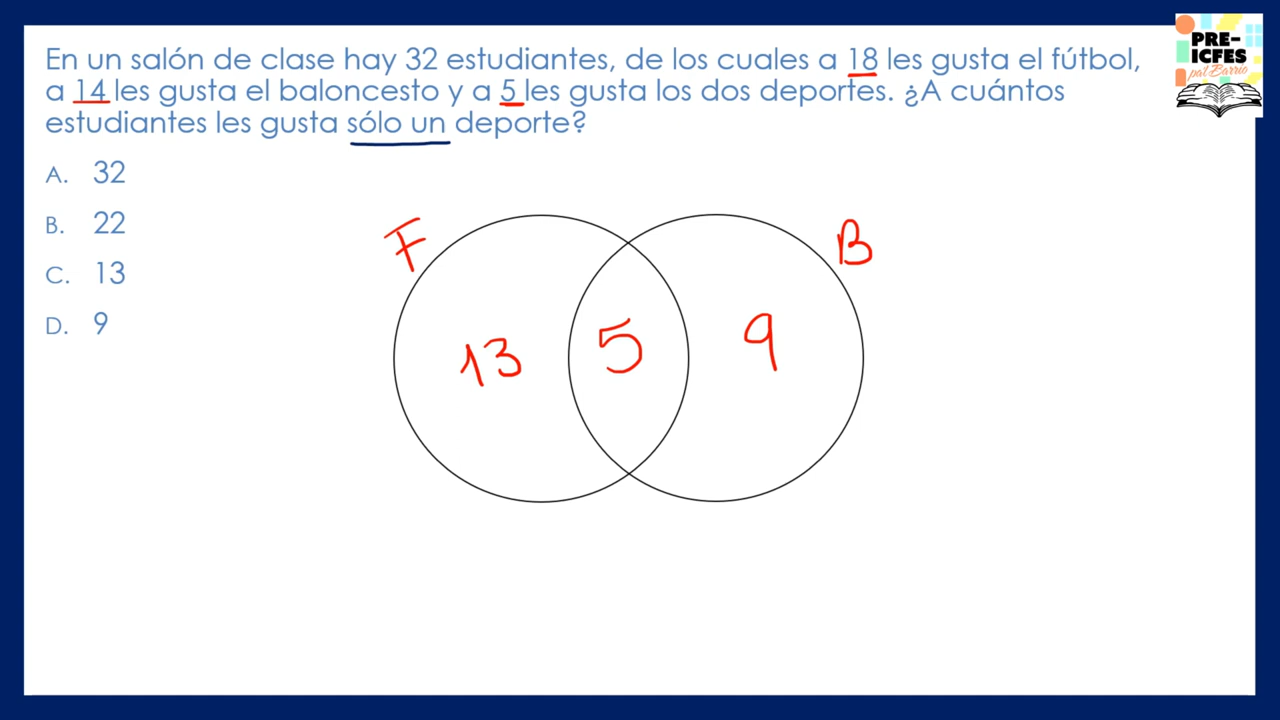 PRE-
ICFES
pal Barrio
En un salón de clase hay 32 estudiantes, de los cuales a 18 les gusta el fútbol,
a 14 les gusta el baloncesto y a 5 les gusta los dos deportes. ¿A cuántos
estudiantes les gusta sólo un deporte?
A. 32
B. 22
C. 13
D. 9
F
B
13 5 9